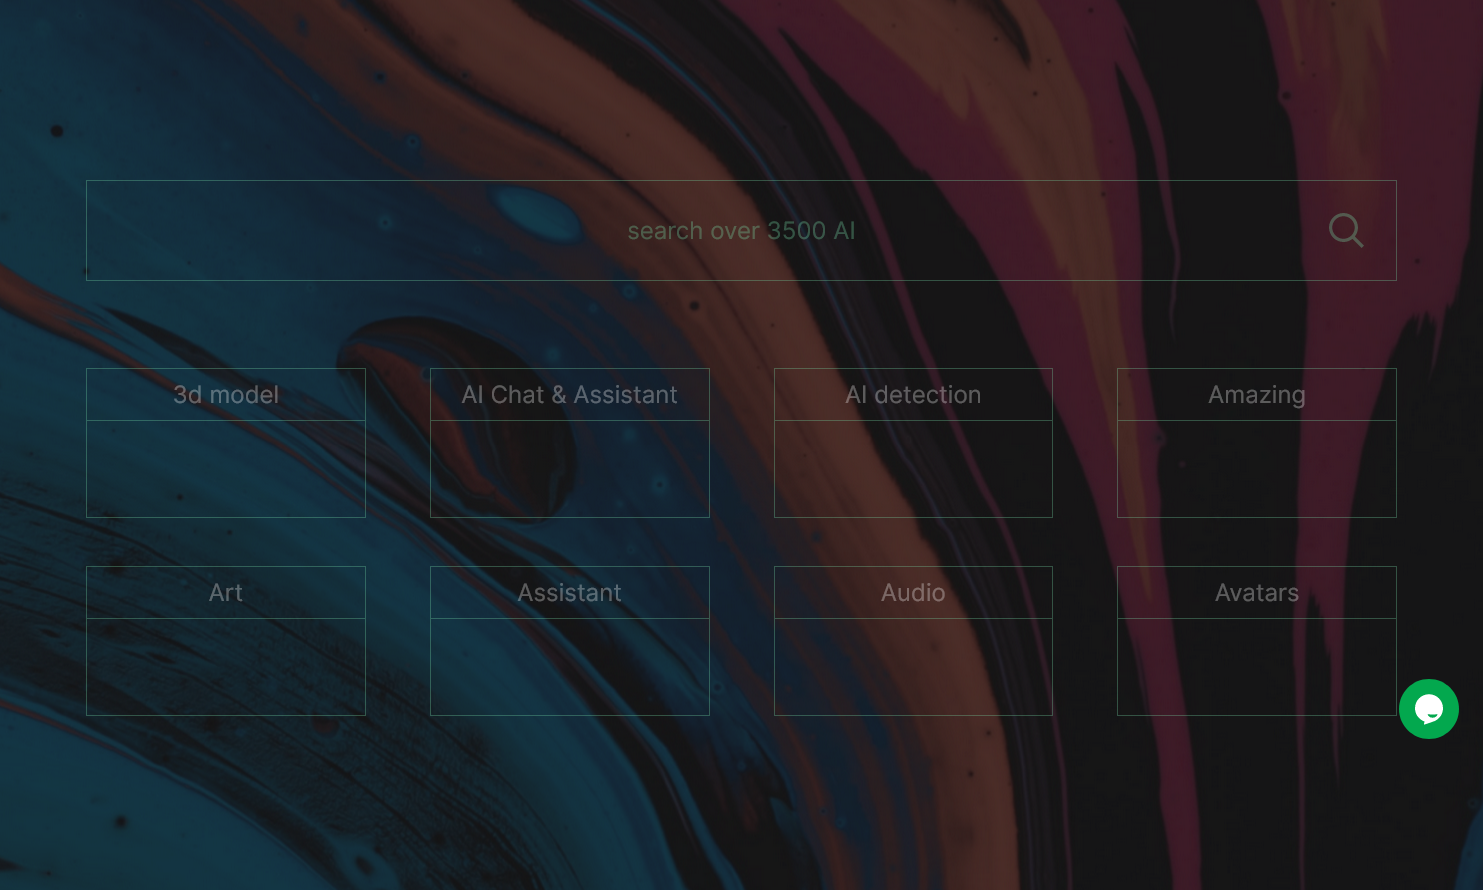 search over 3500 AI
3d model
AI Chat & Assistant
AI detection
Amazing
Art
Assistant
Audio
Avatars